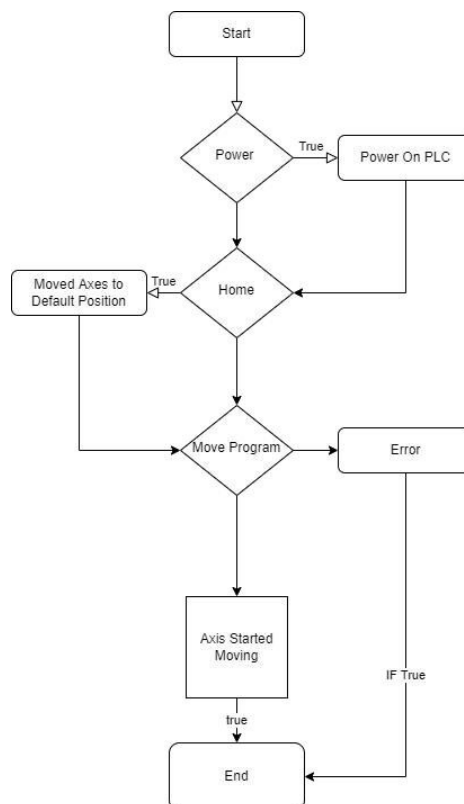 Start
Power
True
Power On PLC
Moved Axes to
Default Position
True
Home
Move Program
Error
Axis Started
Moving
IF True
true
End